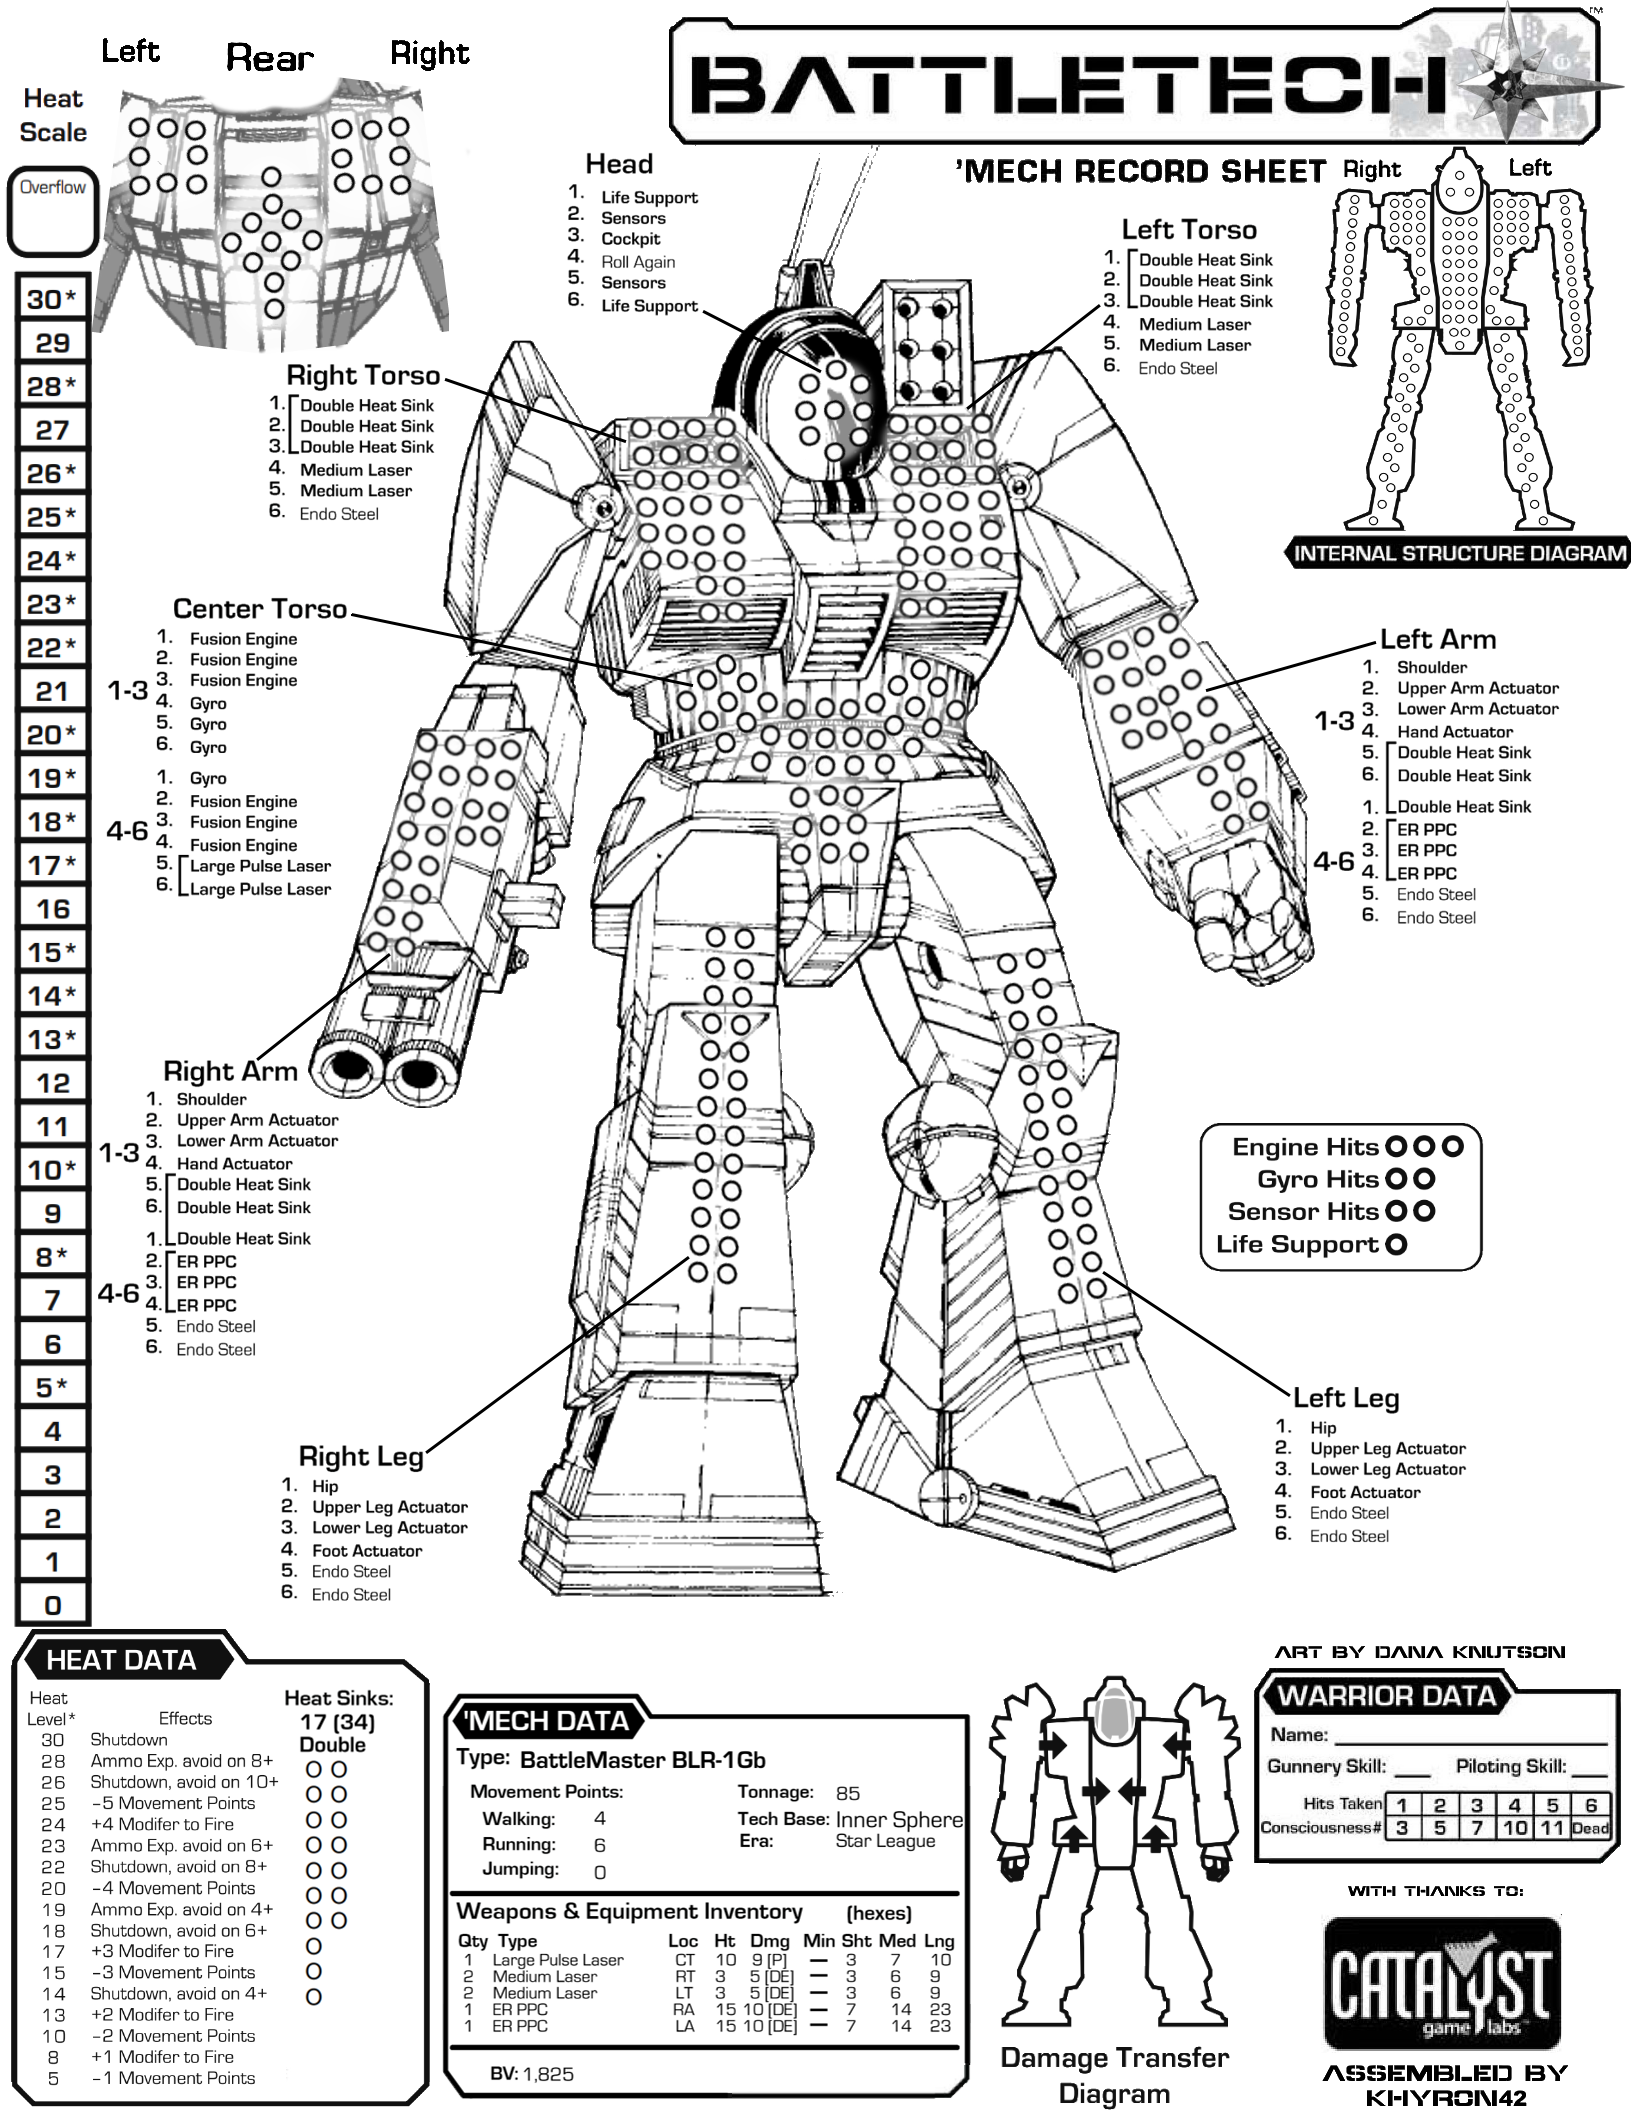 Left Rear Right
BATTLETECH
™
'MECH RECORD SHEET
Heat
Scale
Overflow
30*
29
28*
27
26*
25*
24*
23*
22*
21
20*
19*
18*
17*
16
15*
14*
13*
12
11
10*
9
8*
7
6
5*
4
3
2
1
0
Head
1. Life Support
2. Sensors
3. Cockpit
4. Roll Again
5. Sensors
6. Life Support
Left Torso
1. Double Heat Sink
2. Double Heat Sink
3. Double Heat Sink
4. Medium Laser
5. Medium Laser
6. Endo Steel
Right Left
INTERNAL STRUCTURE DIAGRAM
Right Torso
1. Double Heat Sink
2. Double Heat Sink
3. Double Heat Sink
4. Medium Laser
5. Medium Laser
6. Endo Steel
Center Torso
1-3
1. Fusion Engine
2. Fusion Engine
3. Fusion Engine
4. Gyro
5. Gyro
6. Gyro
4-6
1. Gyro
2. Fusion Engine
3. Fusion Engine
4. Fusion Engine
5. Large Pulse Laser
6. Large Pulse Laser
Left Arm
1-3
1. Shoulder
2. Upper Arm Actuator
3. Lower Arm Actuator
4. Hand Actuator
5. Double Heat Sink
6. Double Heat Sink
4-6
1. Double Heat Sink
2. ER PPC
3. ER PPC
4. ER PPC
5. Endo Steel
6. Endo Steel
Right Arm
1-3
1. Shoulder
2. Upper Arm Actuator
3. Lower Arm Actuator
4. Hand Actuator
5. Double Heat Sink
6. Double Heat Sink
4-6
1. Double Heat Sink
2. ER PPC
3. ER PPC
4. ER PPC
5. Endo Steel
6. Endo Steel
Engine Hits
Gyro Hits
Sensor Hits
Life Support
Right Leg
1. Hip
2. Upper Leg Actuator
3. Lower Leg Actuator
4. Foot Actuator
5. Endo Steel
6. Endo Steel
Left Leg
1. Hip
2. Upper Leg Actuator
3. Lower Leg Actuator
4. Foot Actuator
5. Endo Steel
6. Endo Steel
HEAT DATA
Heat
Level* Effects
30 Shutdown
28 Ammo Exp. avoid on 8+
26 Shutdown, avoid on 10+
25 -5 Movement Points
24 +4 Modifer to Fire
23 Ammo Exp. avoid on 6+
22 Shutdown, avoid on 8+
20 -4 Movement Points
19 Ammo Exp. avoid on 4+
18 Shutdown, avoid on 6+
17 +3 Modifer to Fire
15 -3 Movement Points
14 Shutdown, avoid on 4+
13 +2 Modifer to Fire
10 -2 Movement Points
8 +1 Modifer to Fire
5 -1 Movement Points
Heat Sinks:
17 (34)
Double
'MECH DATA
Type: BattleMaster BLR-1Gb
Movement Points:
Walking: 4
Running: 6
Jumping: 0
Tonnage: 85
Tech Base: Inner Sphere
Era: Star League
Weapons & Equipment Inventory (hexes)
Qty Type Loc Ht Dmg Min Sht Med Lng
1 Large Pulse Laser CT 10 9 [P] — 3 7 10
2 Medium Laser RT 3 5 [DE] — 3 6 9
2 Medium Laser LT 3 5 [DE] — 3 6 9
1 ER PPC RA 15 10 [DE] — 7 14 23
1 ER PPC LA 15 10 [DE] — 7 14 23
BV: 1,825
Damage Transfer
Diagram
ART BY DANA KNUTSON
WARRIOR DATA
Name:
Gunnery Skill: Piloting Skill:
Hits Taken 1 2 3 4 5 6
Consciousness# 3 5 7 10 11 Dead
WITH THANKS TO:
CATALYST
game labs
ASSEMBLED BY
KHYRON42